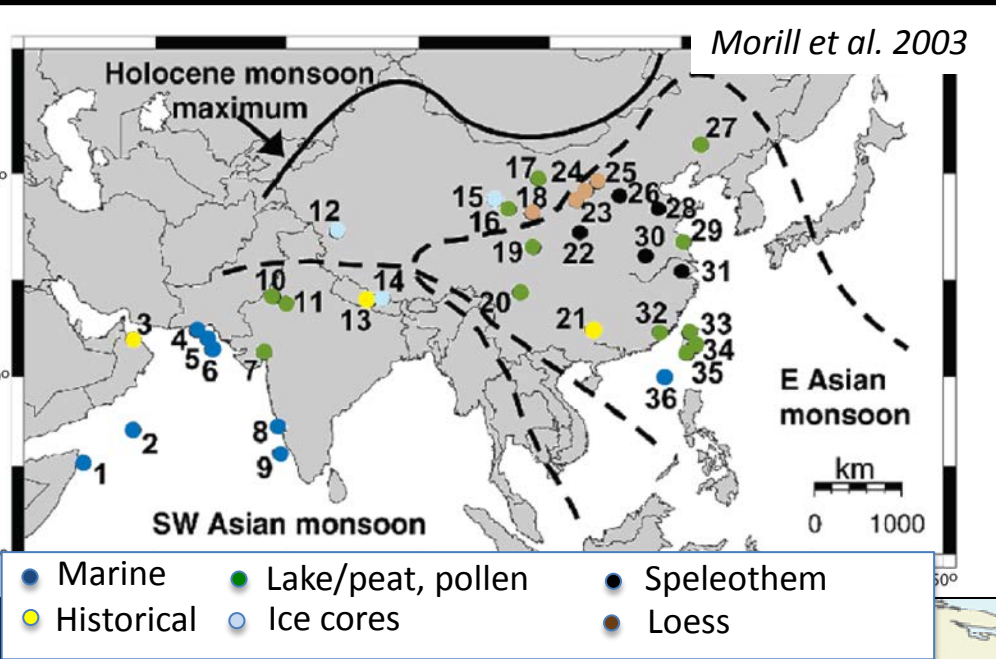 Morill et al. 2003
Holocene monsoon
maximum
27
17 24 25
15 18 26
16 23 28
12 29
19 22 30
31
10 14
11 20
13 21 32 33
3
4 34
5 7 35
6 36
E Asian
monsoon
8
2
9
1
km
SW Asian monsoon
0 1000
Marine Lake/peat, pollen Speleothem
Historical Ice cores Loess